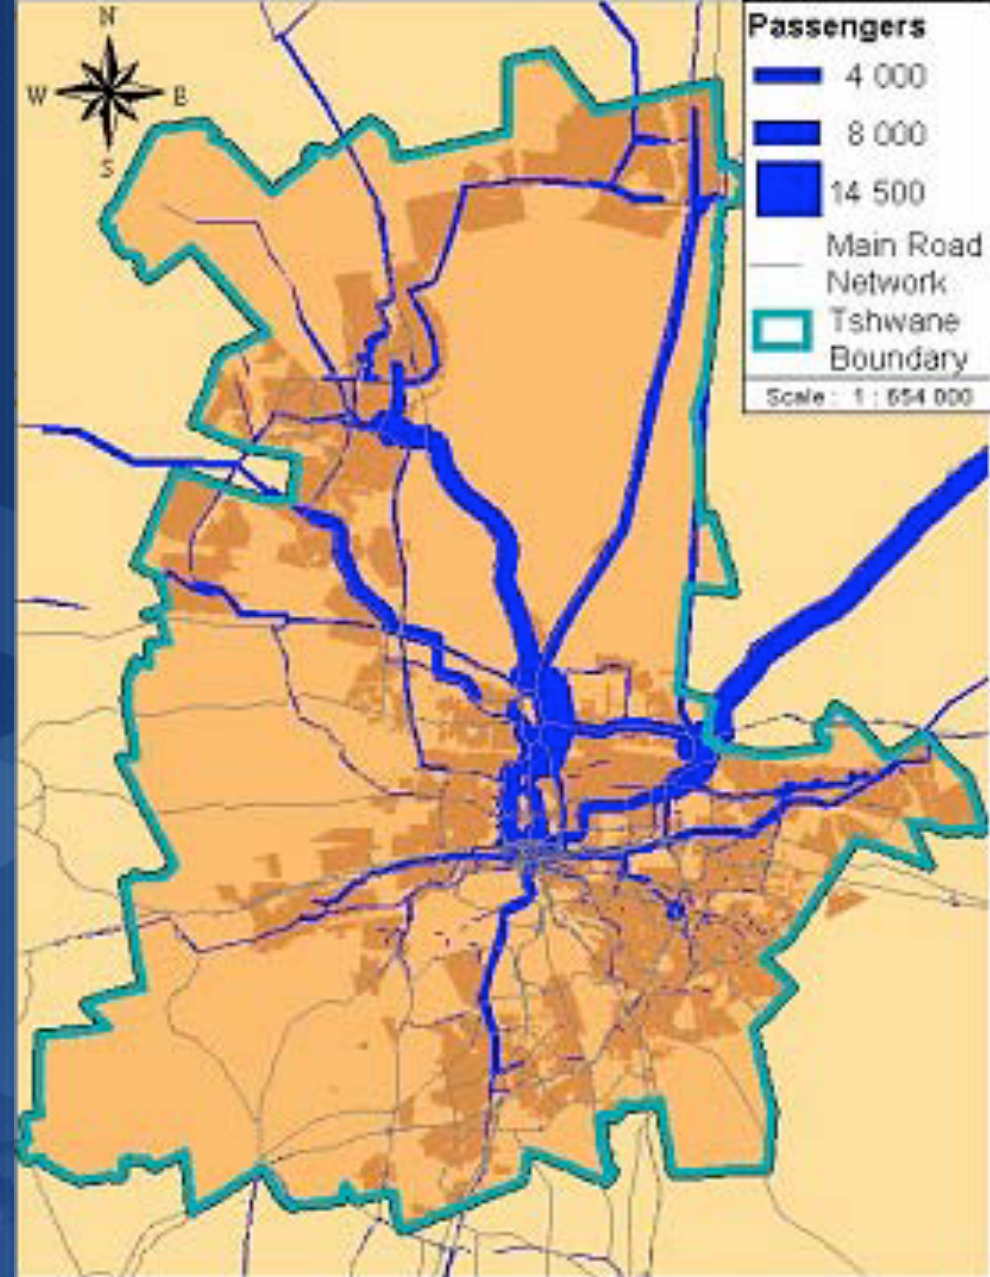 N
W E
S
Passengers
4 000
8 000
14 500
Main Road
Network
Tshwane
Boundary
Scale : 1 : 654 000